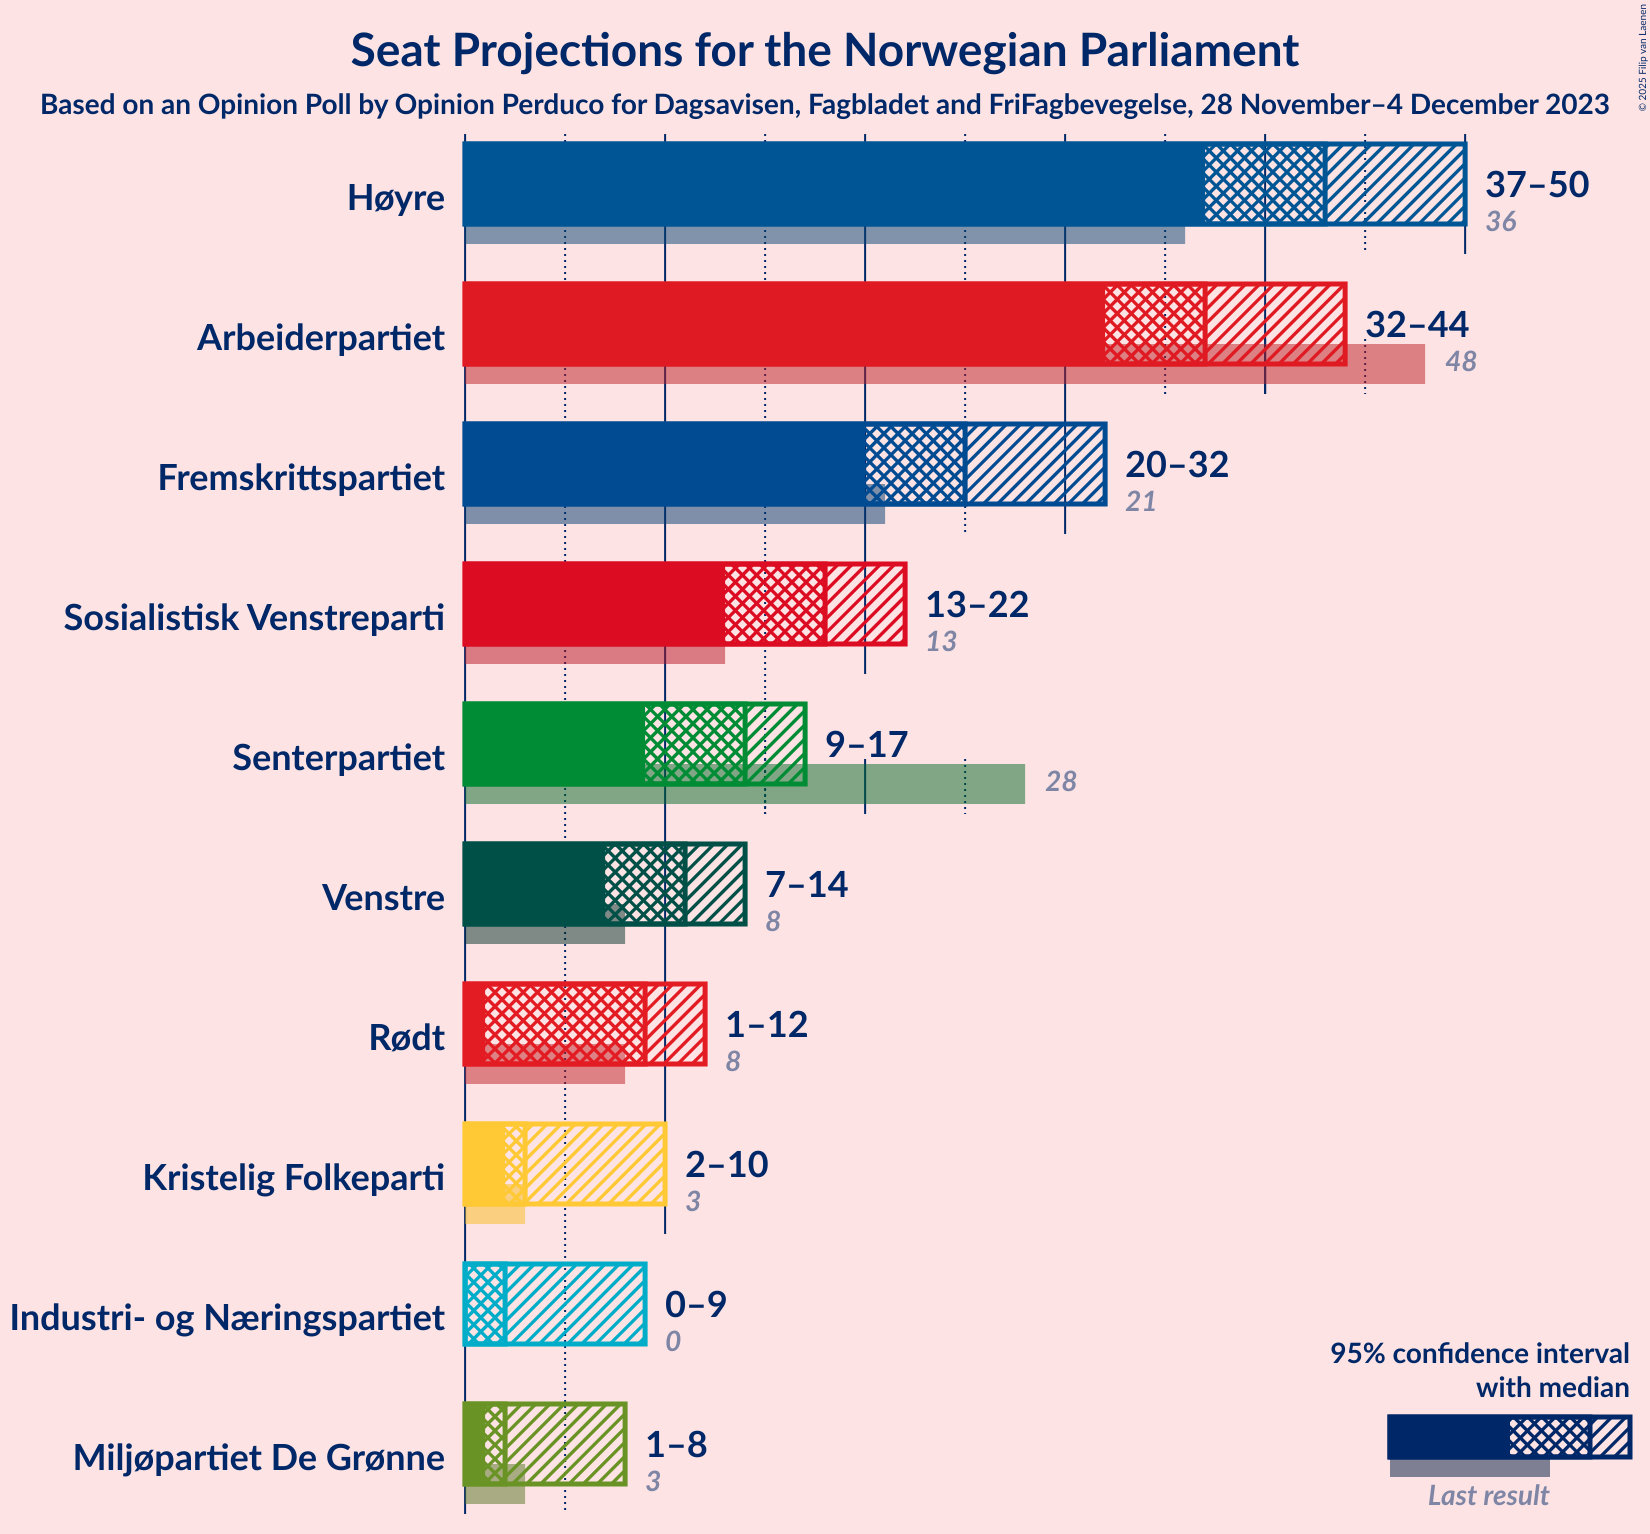 Seat Projections for the Norwegian Parliament
Based on an Opinion Poll by Opinion Perduco for Dagsavisen, Fagbladet and FriFagbevegelse, 28 November–4 December 2023
© 2025 Filip van Laenen
Høyre
37–50
36
Arbeiderpartiet
32–44
48
Fremskrittspartiet
20–32
21
Sosialistisk Venstreparti
13–22
13
Senterpartiet
9–17
28
Venstre
7–14
8
Rødt
1–12
8
Kristelig Folkeparti
2–10
3
Industri- og Næringspartiet
0–9
0
Miljøpartiet De Grønne
1–8
3
95% confidence interval
with median
Last result